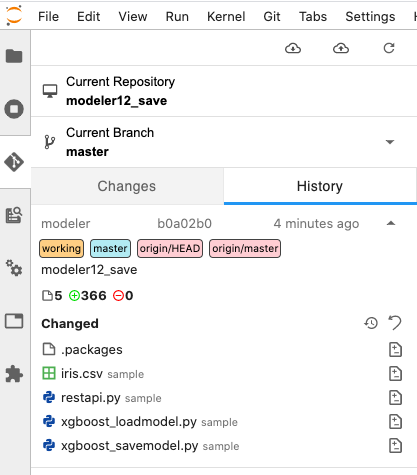 File Edit View Run Kernel Git Tabs Settings
Current Repository
modeler12_save
Current Branch
master
Changes History
modeler b0a02b0 4 minutes ago
working master origin/HEAD origin/master
modeler12_save
5 366 0
Changed
.packages
iris.csv sample
restapi.py sample
xgboost_loadmodel.py sample
xgboost_savemodel.py sample